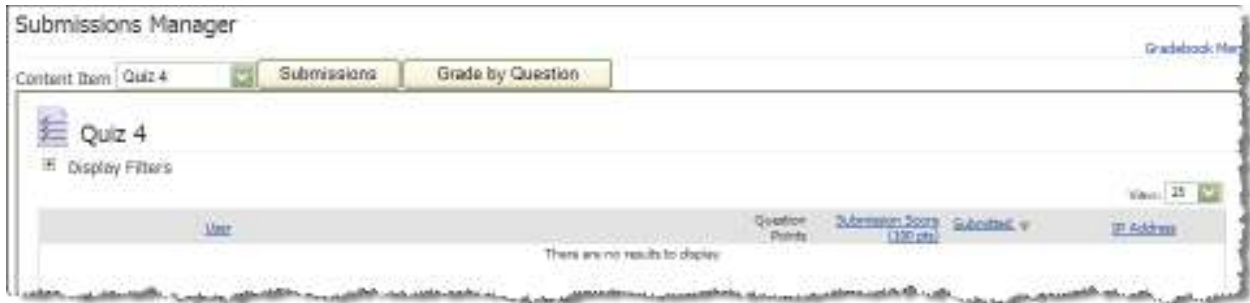 Submissions Manager
Gradebook
Content Item Quiz 4 Submissions Grade by Question
Quiz 4
Display Filters
View: 25
User Question Points Submission Score (100 pts) Submitted IP Address
There are no results to display